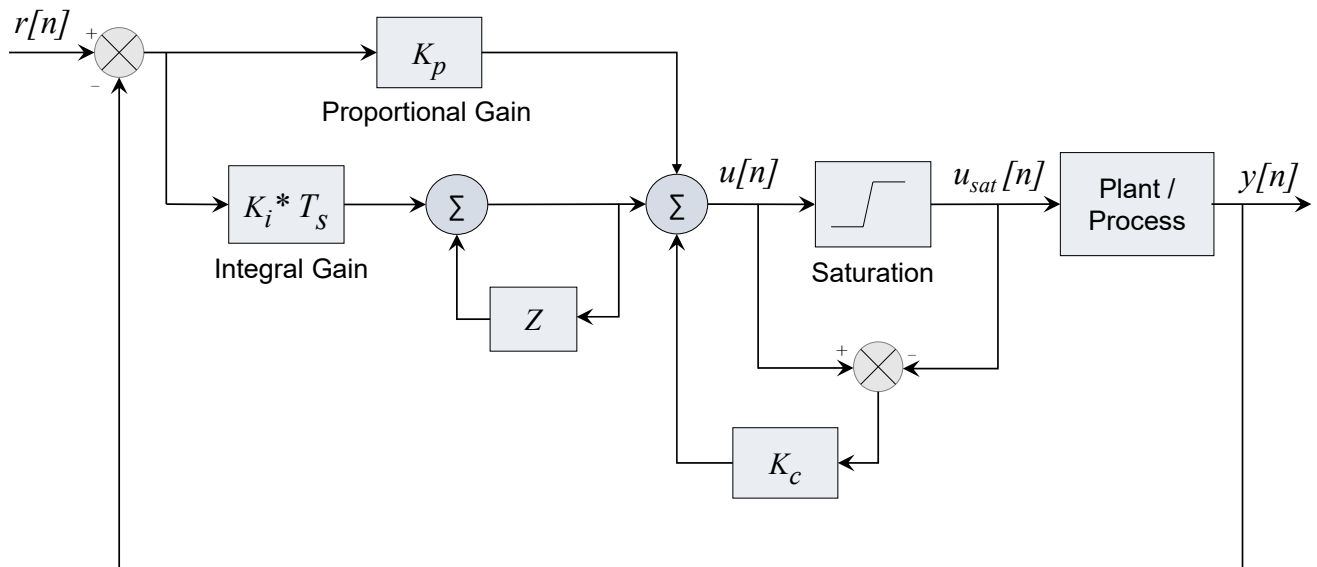 r[n]
+
−
K_p
Proportional Gain
K_i * T_s
Integral Gain
Σ
Z
Σ
u[n]
Saturation
u_sat [n]
Plant /
Process
y[n]
+
−
K_c